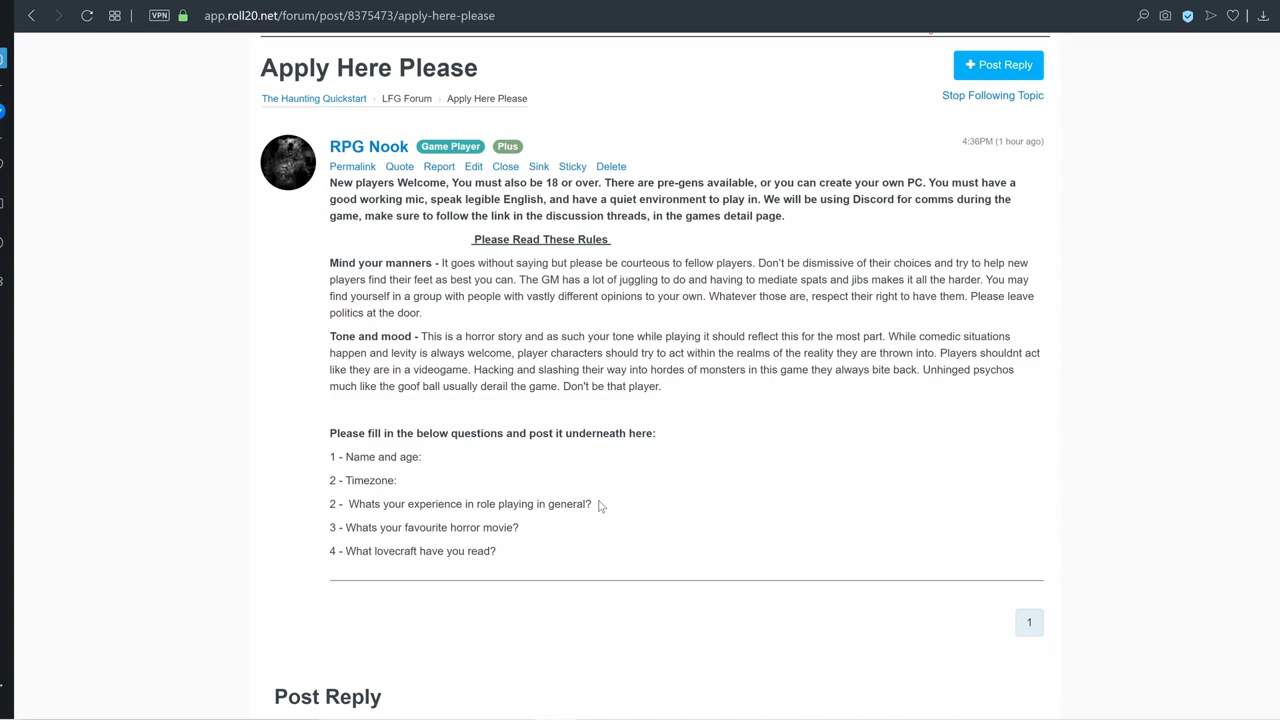 VPN app.roll20.net/forum/post/8375473/apply-here-please
Apply Here Please
+ Post Reply
The Haunting Quickstart › LFG Forum › Apply Here Please
Stop Following Topic
RPG Nook Game Player Plus
4:36PM (1 hour ago)
Permalink Quote Report Edit Close Sink Sticky Delete
New players Welcome, You must also be 18 or over. There are pre-gens available, or you can create your own PC. You must have a
good working mic, speak legible English, and have a quiet environment to play in. We will be using Discord for comms during the
game, make sure to follow the link in the discussion threads, in the games detail page.
Please Read These Rules
Mind your manners - It goes without saying but please be courteous to fellow players. Don't be dismissive of their choices and try to help new
players find their feet as best you can. The GM has a lot of juggling to do and having to mediate spats and jibs makes it all the harder. You may
find yourself in a group with people with vastly different opinions to your own. Whatever those are, respect their right to have them. Please leave
politics at the door.
Tone and mood - This is a horror story and as such your tone while playing it should reflect this for the most part. While comedic situations
happen and levity is always welcome, player characters should try to act within the realms of the reality they are thrown into. Players shouldnt act
like they are in a videogame. Hacking and slashing their way into hordes of monsters in this game they always bite back. Unhinged psychos
much like the goof ball usually derail the game. Don't be that player.
Please fill in the below questions and post it underneath here:
1 - Name and age:
2 - Timezone:
2 - Whats your experience in role playing in general?
3 - Whats your favourite horror movie?
4 - What lovecraft have you read?
1
Post Reply